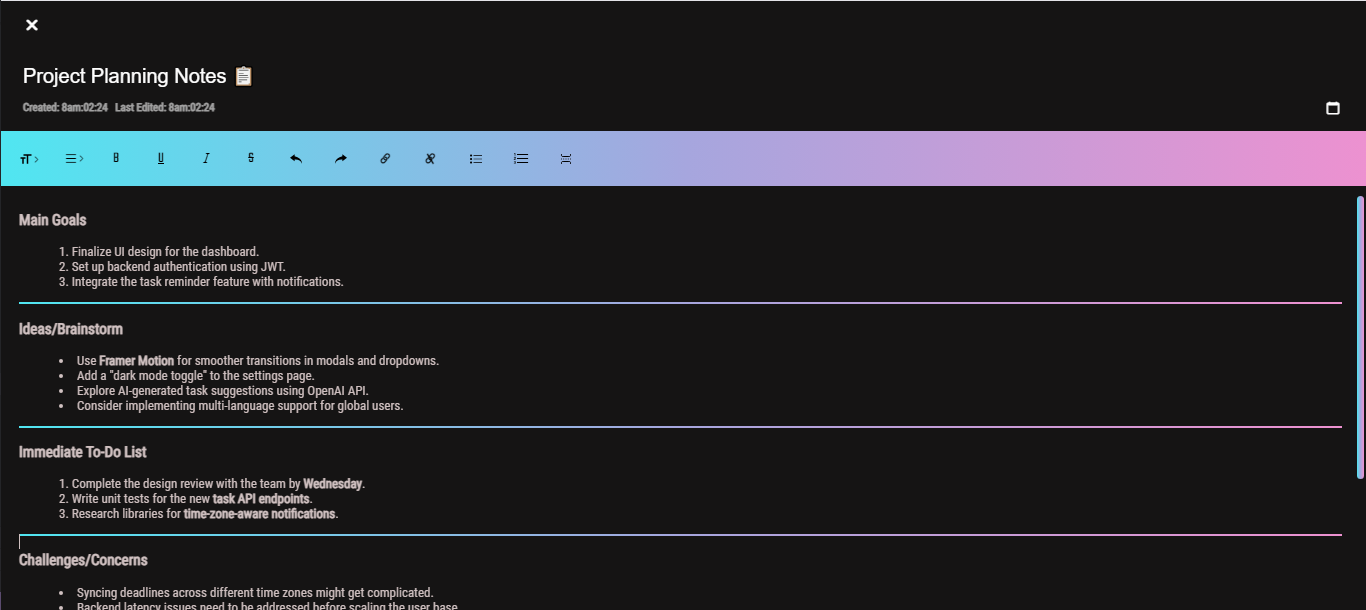 Project Planning Notes 📋
Created: 8am:02:24 Last Edited: 8am:02:24
B U I S
Main Goals
1. Finalize UI design for the dashboard.
2. Set up backend authentication using JWT.
3. Integrate the task reminder feature with notifications.
Ideas/Brainstorm
• Use Framer Motion for smoother transitions in modals and dropdowns.
• Add a "dark mode toggle" to the settings page.
• Explore AI-generated task suggestions using OpenAI API.
• Consider implementing multi-language support for global users.
Immediate To-Do List
1. Complete the design review with the team by Wednesday.
2. Write unit tests for the new task API endpoints.
3. Research libraries for time-zone-aware notifications.
Challenges/Concerns
• Syncing deadlines across different time zones might get complicated.
• Backend latency issues need to be addressed before scaling the user base